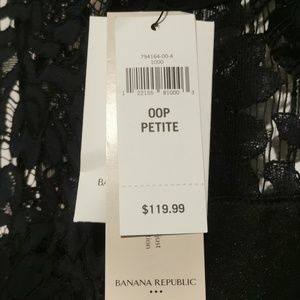 794164-00-4
1000
1 22155 81000 3
00P
PETITE
$119.99
BANANA REPUBLIC